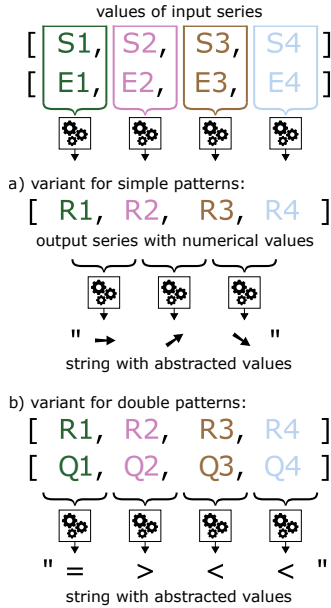 values of input series
[ S1, S2, S3, S4 ]
[ E1, E2, E3, E4 ]
a) variant for simple patterns:
[ R1, R2, R3, R4 ]
output series with numerical values
" → ↗ ↘ "
string with abstracted values
b) variant for double patterns:
[ R1, R2, R3, R4 ]
[ Q1, Q2, Q3, Q4 ]
" = > < < "
string with abstracted values